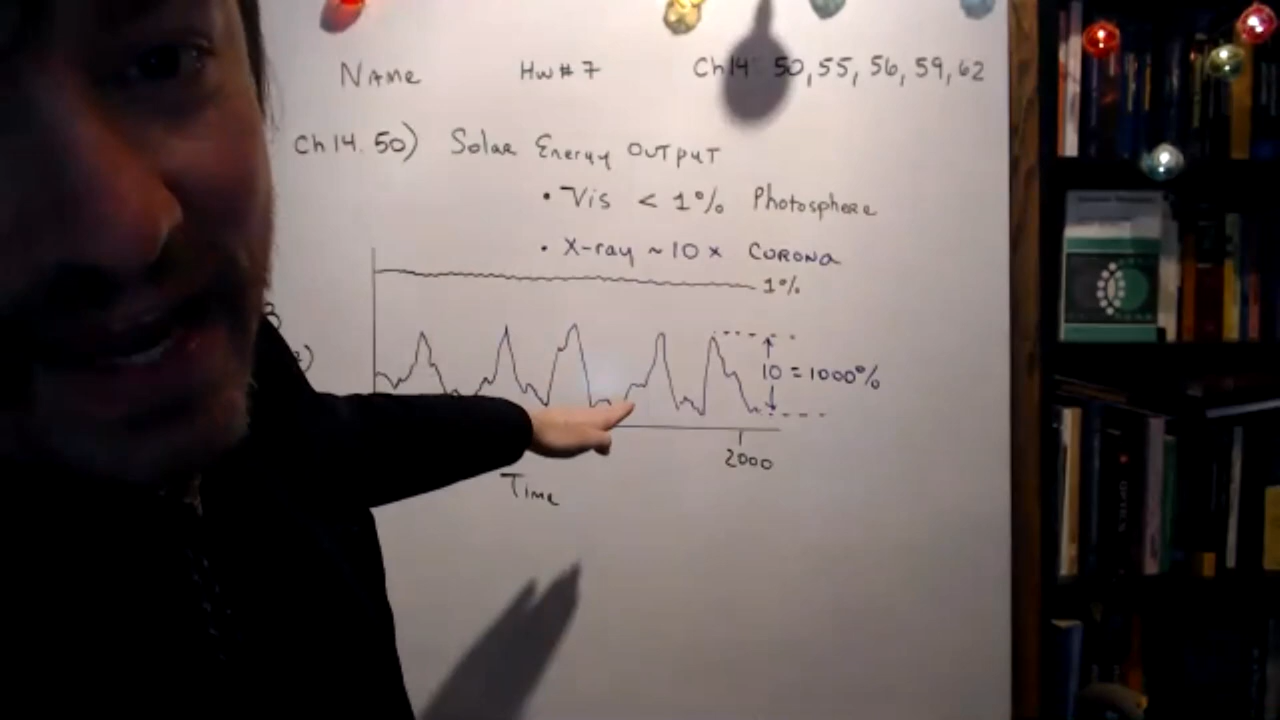 NAME HW#7 Ch14 50, 55, 56, 59, 62
Ch14. 50) Solar Energy OUTPUT
• Vis < 1% Photosphere
• X-ray ~10 x CORONA
1%
10 = 1000%
2000
Time
OPTICS